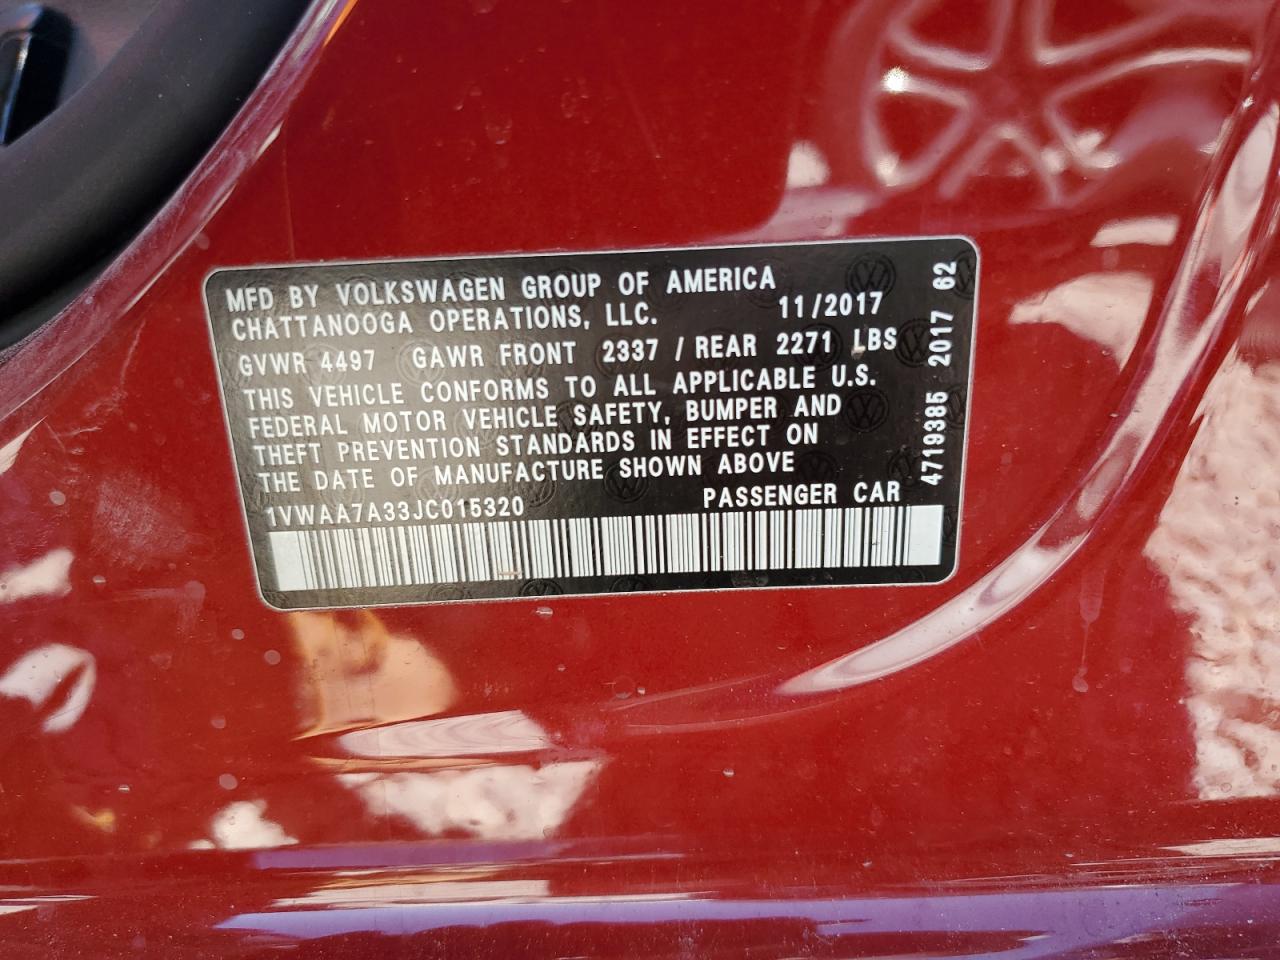 MFD BY VOLKSWAGEN GROUP OF AMERICA
CHATTANOOGA OPERATIONS, LLC. 11/2017
GVWR 4497 GAWR FRONT 2337 / REAR 2271 LBS
THIS VEHICLE CONFORMS TO ALL APPLICABLE U.S.
FEDERAL MOTOR VEHICLE SAFETY, BUMPER AND
THEFT PREVENTION STANDARDS IN EFFECT ON
THE DATE OF MANUFACTURE SHOWN ABOVE
1VWAA7A33JC015320 PASSENGER CAR
4719385 2017 62